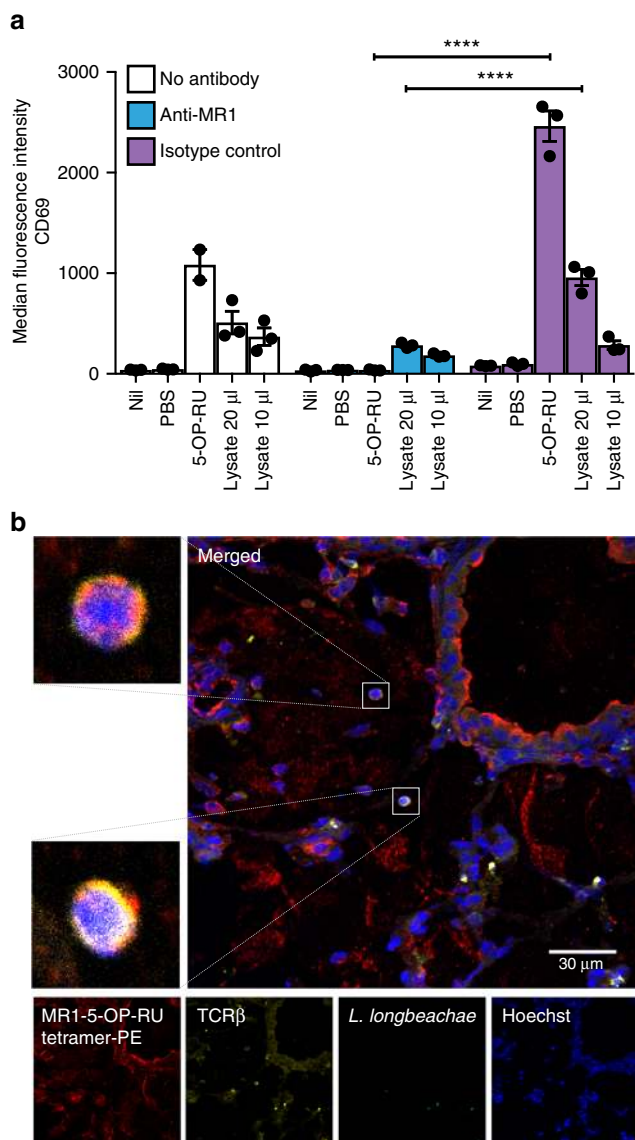 a
****
****
3000
2000
1000
0
Median fluorescence intensity
CD69
No antibody
Anti-MR1
Isotype control
Nil
PBS
5-OP-RU
Lysate 20 µl
Lysate 10 µl
Nil
PBS
5-OP-RU
Lysate 20 µl
Lysate 10 µl
Nil
PBS
5-OP-RU
Lysate 20 µl
Lysate 10 µl
b
Merged
30 µm
MR1-5-OP-RU
tetramer-PE
TCRβ
L. longbeachae
Hoechst